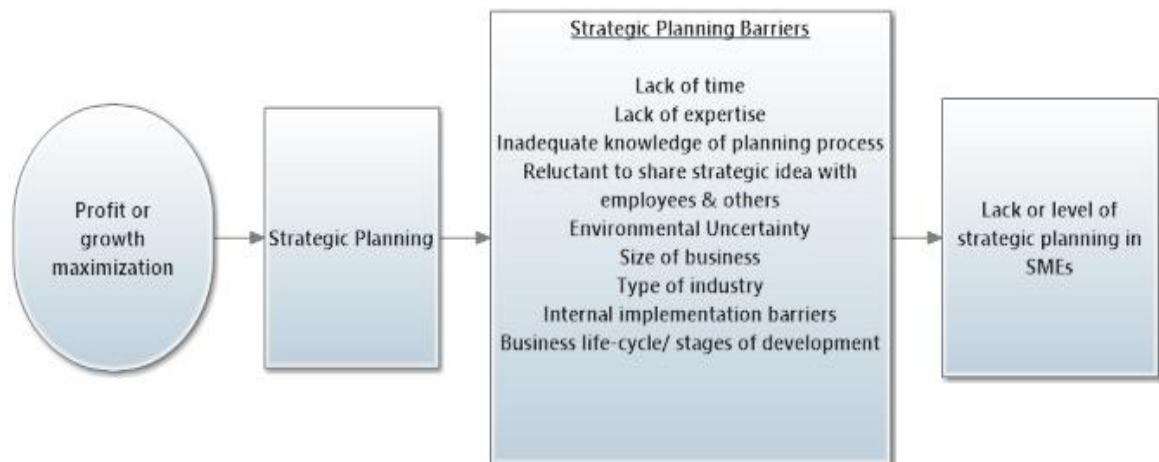 Profit or
growth
maximization
Strategic Planning
Strategic Planning Barriers
Lack of time
Lack of expertise
Inadequate knowledge of planning process
Reluctant to share strategic idea with
employees & others
Environmental Uncertainty
Size of business
Type of industry
Internal implementation barriers
Business life-cycle/ stages of development
Lack or level of
strategic planning in
SMEs